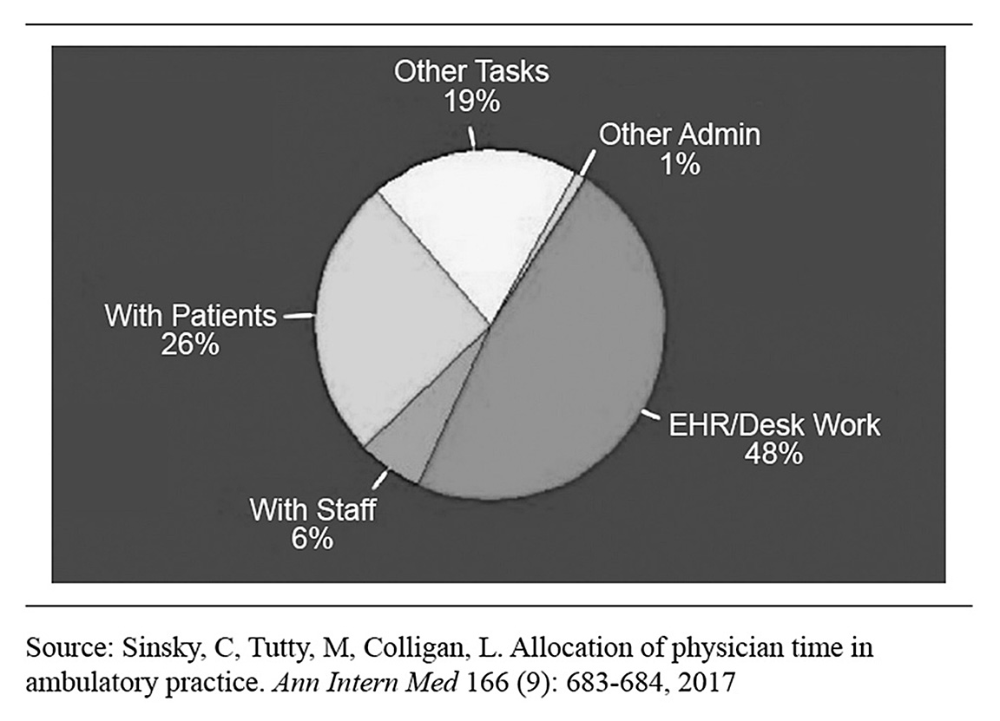 Other Tasks
19%
Other Admin
1%
With Patients
26%
EHR/Desk Work
48%
With Staff
6%
Source: Sinsky, C, Tutty, M, Colligan, L. Allocation of physician time in
ambulatory practice. Ann Intern Med 166 (9): 683-684, 2017